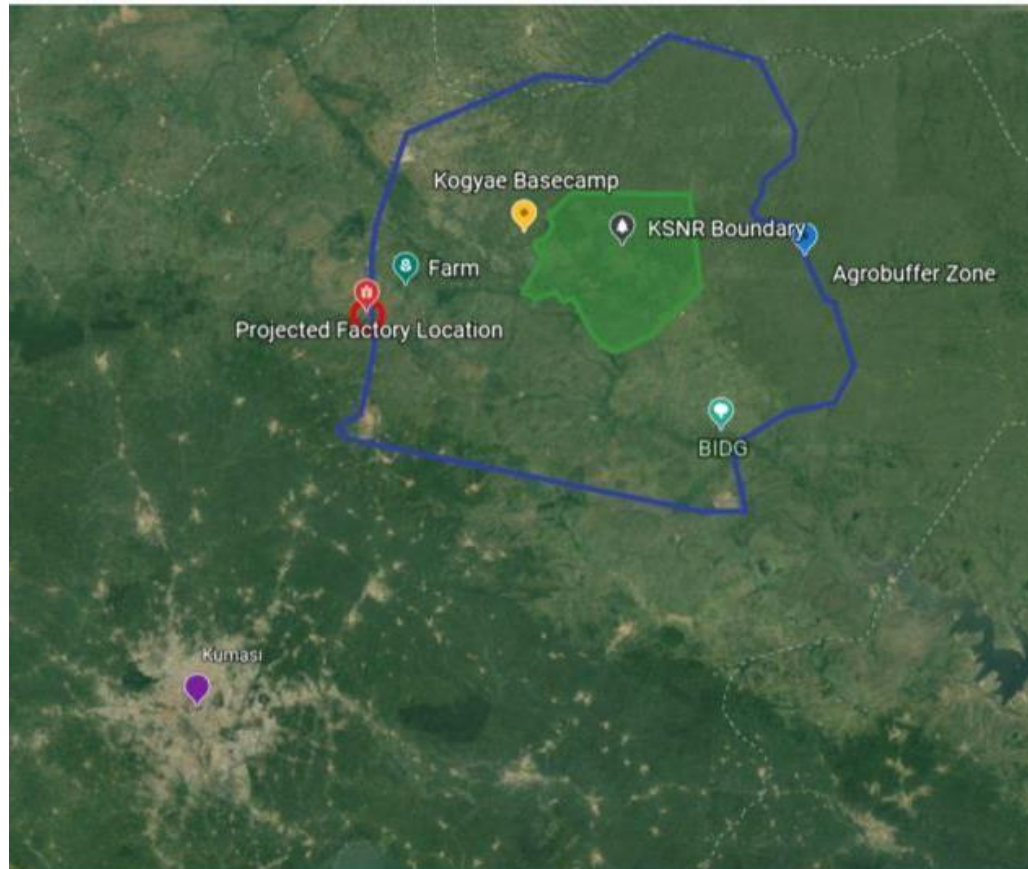 Kogyae Basecamp
KSNR Boundary
Farm
Agrobuffer Zone
Projected Factory Location
BIDG
Kumasi